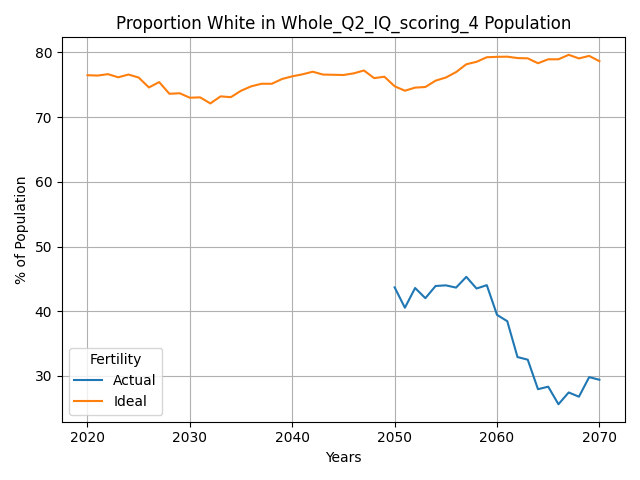 Proportion White in Whole_Q2_IQ_scoring_4 Population
% of Population
80
70
60
50
40
30
Fertility
Actual
Ideal
2020 2030 2040 2050 2060 2070
Years